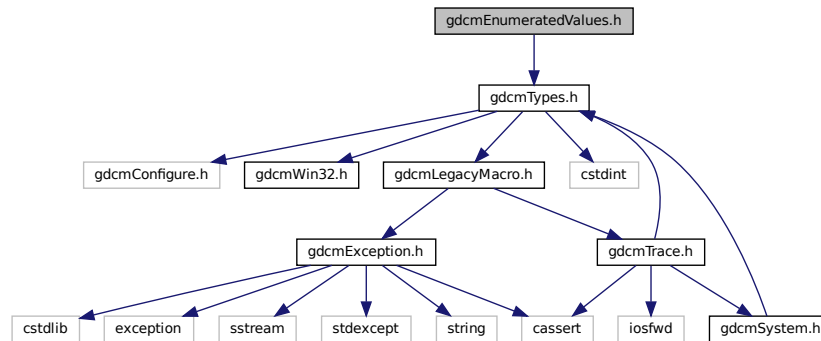 gdcmEnumeratedValues.h
gdcmTypes.h
gdcmConfigure.h
gdcmWin32.h
gdcmLegacyMacro.h
cstdint
gdcmException.h
gdcmTrace.h
cstdlib
exception
sstream
stdexcept
string
cassert
iosfwd
gdcmSystem.h